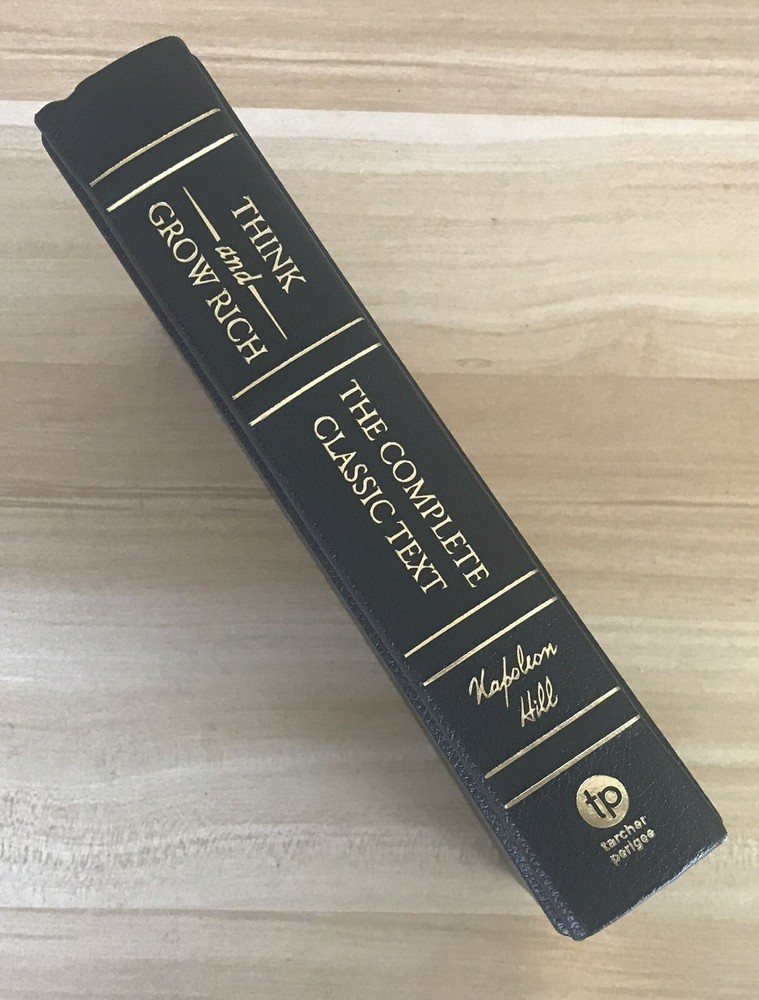 THINK
and
GROW RICH
THE COMPLETE
CLASSIC TEXT
Napoleon
Hill
tp
tarcher
perigee